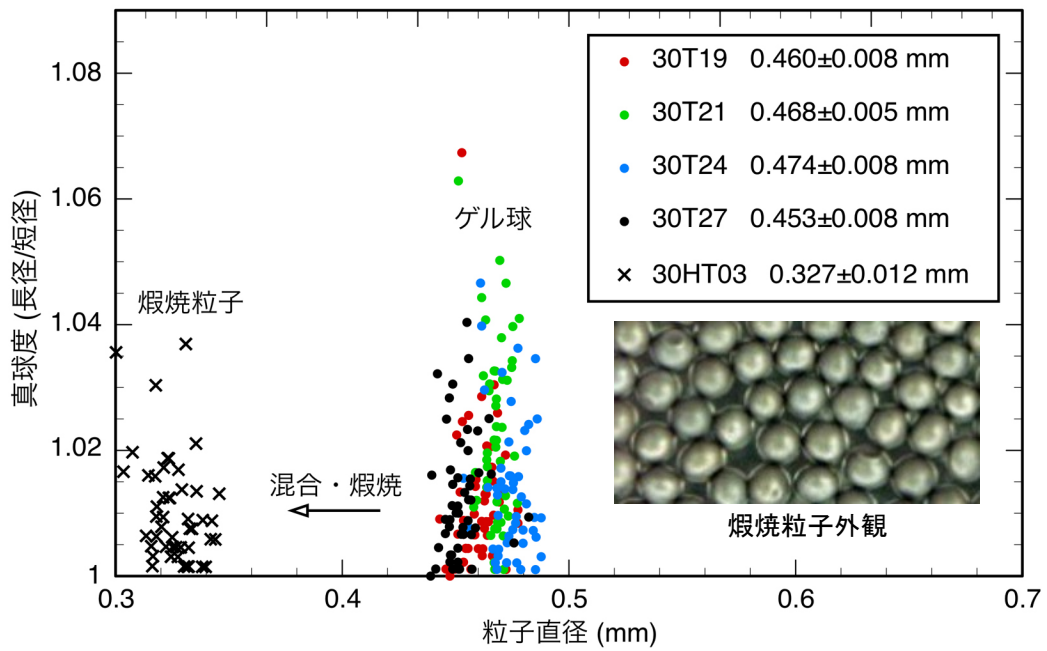 30T19 0.460±0.008 mm
30T21 0.468±0.005 mm
30T24 0.474±0.008 mm
30T27 0.453±0.008 mm
30HT03 0.327±0.012 mm
1.08
1.06
1.04
1.02
1
真球度 (長径/短径)
ゲル球
煆焼粒子
混合・煆焼
煆焼粒子外観
0.3 0.4 0.5 0.6 0.7
粒子直径 (mm)